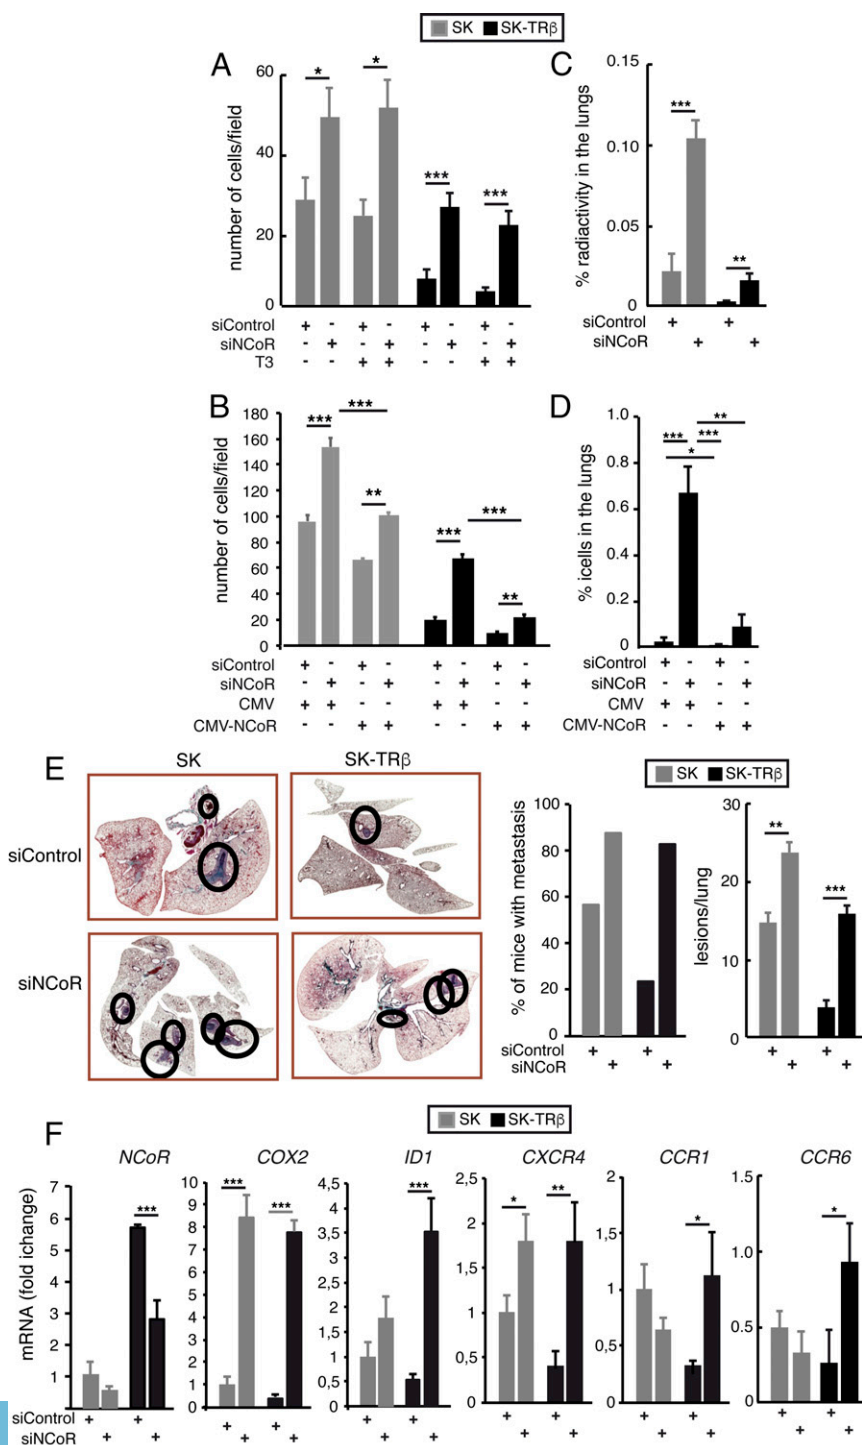 SK SK-TRβ
A
number of cells/field
60
40
20
0
* * *** ***
siControl + - + - + - + -
siNCoR - + - + - + - +
T3 - - + + - - + +
C
% radiactivity in the lungs
0.15
0.10
0.05
0
*** **
siControl + +
siNCoR + +
B
number of cells/field
180
160
140
120
100
80
60
40
20
0
*** *** ** *** *** **
siControl + - + - + - + -
siNCoR - + - + - + - +
CMV + + - - + + - -
CMV-NCoR - - + + - - + +
D
% icells in the lungs
1.0
0.8
0.6
0.4
0.2
0
**
*** ***
*
siControl + - + -
siNCoR - + - +
CMV + + - -
CMV-NCoR - - + +
E
SK SK-TRβ
siControl
siNCoR
SK SK-TRβ
% of mice with metastasis
100
80
60
40
20
0
siControl + +
siNCoR + +
lesions/lung
30
20
10
0
** ***
+ +
+ +
F
SK SK-TRβ
mRNA (fold ichange)
NCoR
7
6
5
4
3
2
1
***
siControl + +
siNCoR + +
COX2
10
9
8
7
6
5
4
3
2
1
0
*** ***
+ +
+ +
ID1
4,5
4
3,5
3
2,5
2
1.5
1
0,5
0
***
+ +
+ +
CXCR4
2,5
2
1,5
1
0,5
0
* **
+ +
+ +
CCR1
2
1.5
1
0,5
0
*
+ +
+ +
CCR6
1.5
1.0
0.5
0
*
+ +
+ +